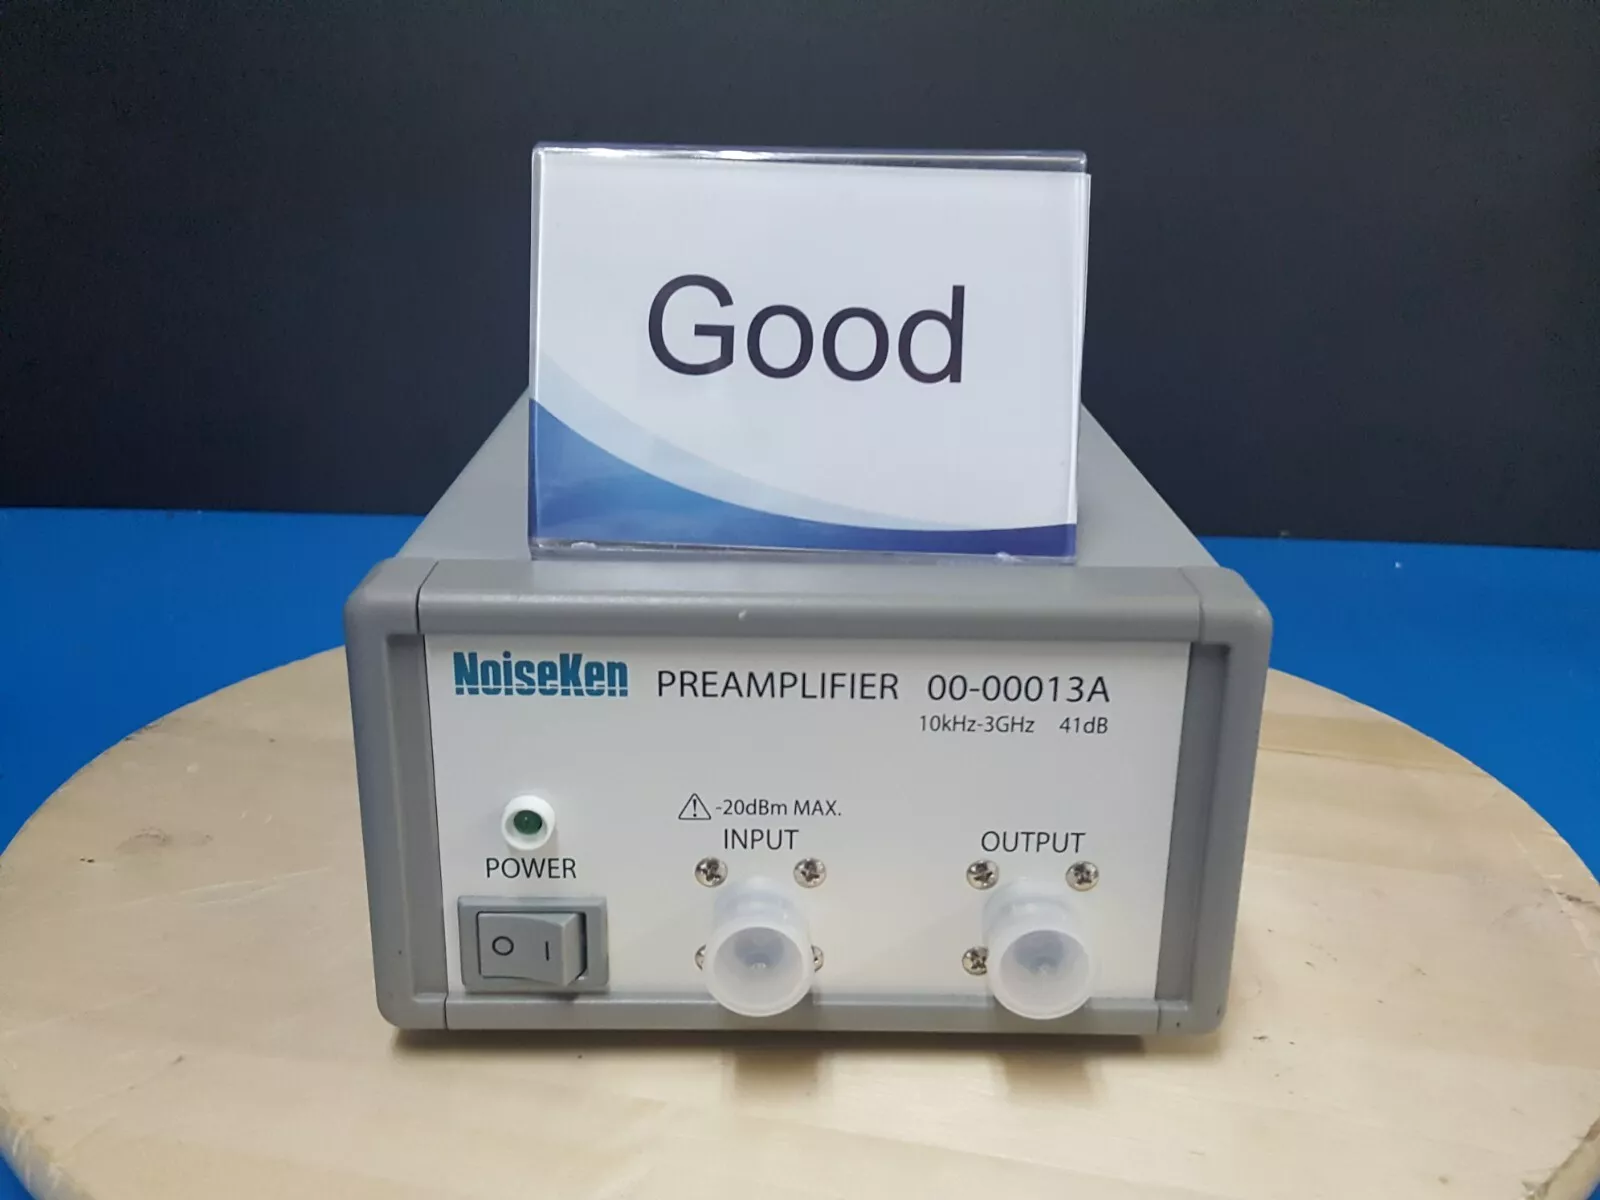 Good
NoiseKen PREAMPLIFIER 00-00013A
10kHz-3GHz 41dB
-20dBm MAX.
INPUT
OUTPUT
POWER
O I